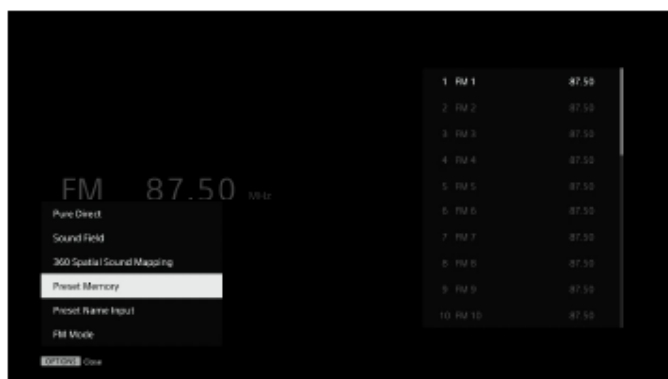 1 FM 1 87.50
2 FM 2 87.50
3 FM 3 87.50
4 FM 4 87.50
5 FM 5 87.50
6 FM 6 87.50
7 FM 7 87.50
8 FM 8 87.50
9 FM 9 87.50
10 FM 10 87.50
FM 87.50 MHz
Pure Direct
Sound Field
360 Spatial Sound Mapping
Preset Memory
Preset Name Input
FM Mode
OPTIONS Close